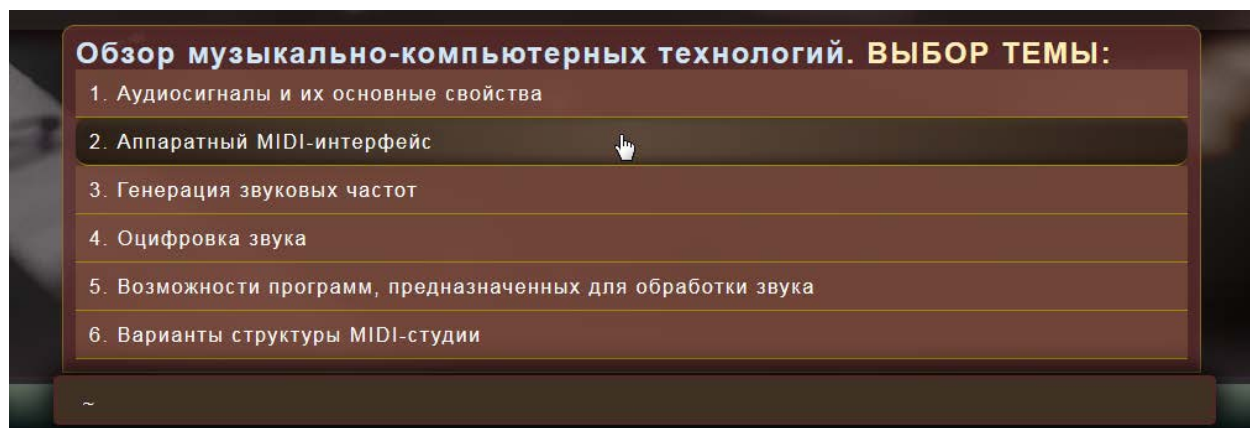 Обзор музыкально-компьютерных технологий. ВЫБОР ТЕМЫ:
1. Аудиосигналы и их основные свойства
2. Аппаратный MIDI-интерфейс
3. Генерация звуковых частот
4. Оцифровка звука
5. Возможности программ, предназначенных для обработки звука
6. Варианты структуры MIDI-студии
~